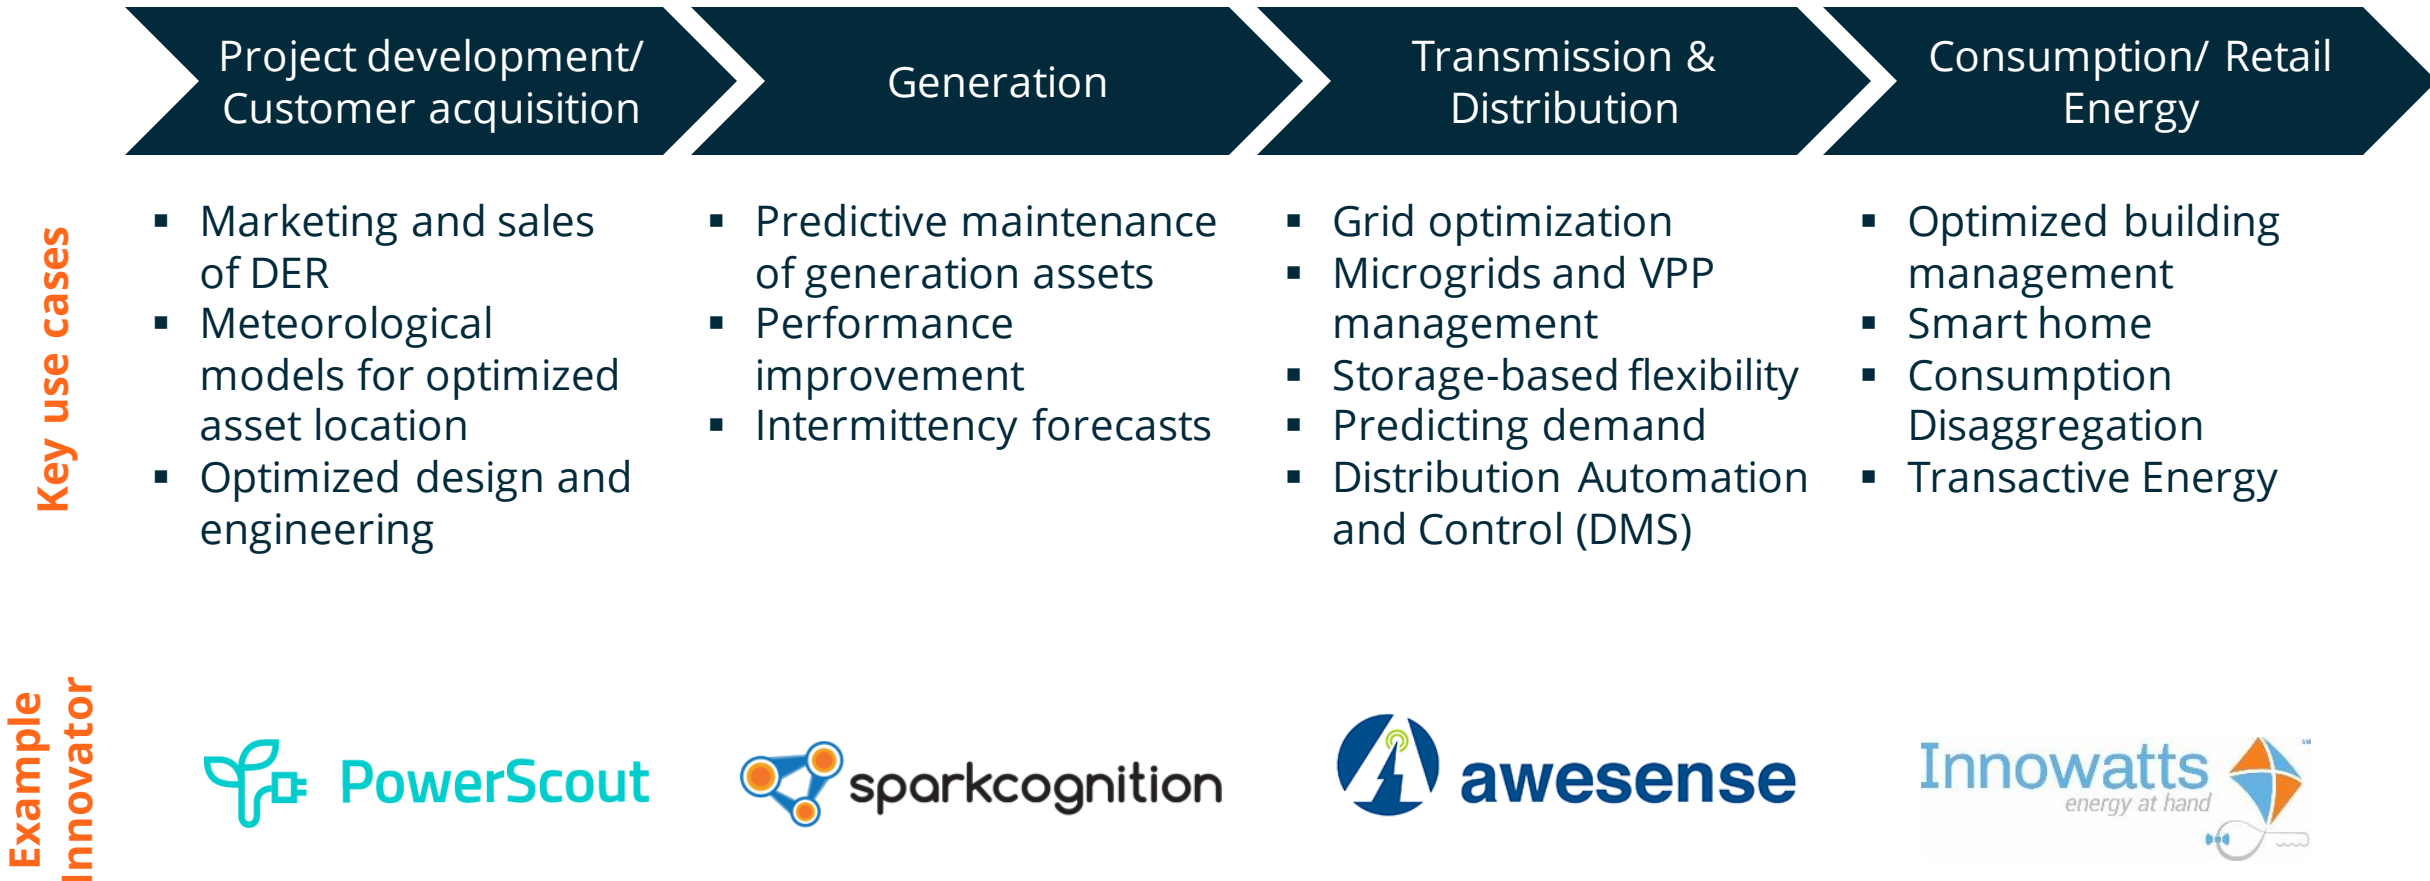 Project development/
Customer acquisition
Generation
Transmission &
Distribution
Consumption/ Retail
Energy
Key use cases
▪ Marketing and sales
of DER
▪ Meteorological
models for optimized
asset location
▪ Optimized design and
engineering
▪ Predictive maintenance
of generation assets
▪ Performance
improvement
▪ Intermittency forecasts
▪ Grid optimization
▪ Microgrids and VPP
management
▪ Storage-based flexibility
▪ Predicting demand
▪ Distribution Automation
and Control (DMS)
▪ Optimized building
management
▪ Smart home
▪ Consumption
Disaggregation
▪ Transactive Energy
Example
Innovator
PowerScout
sparkcognition
awesense
Innowatts
energy at hand